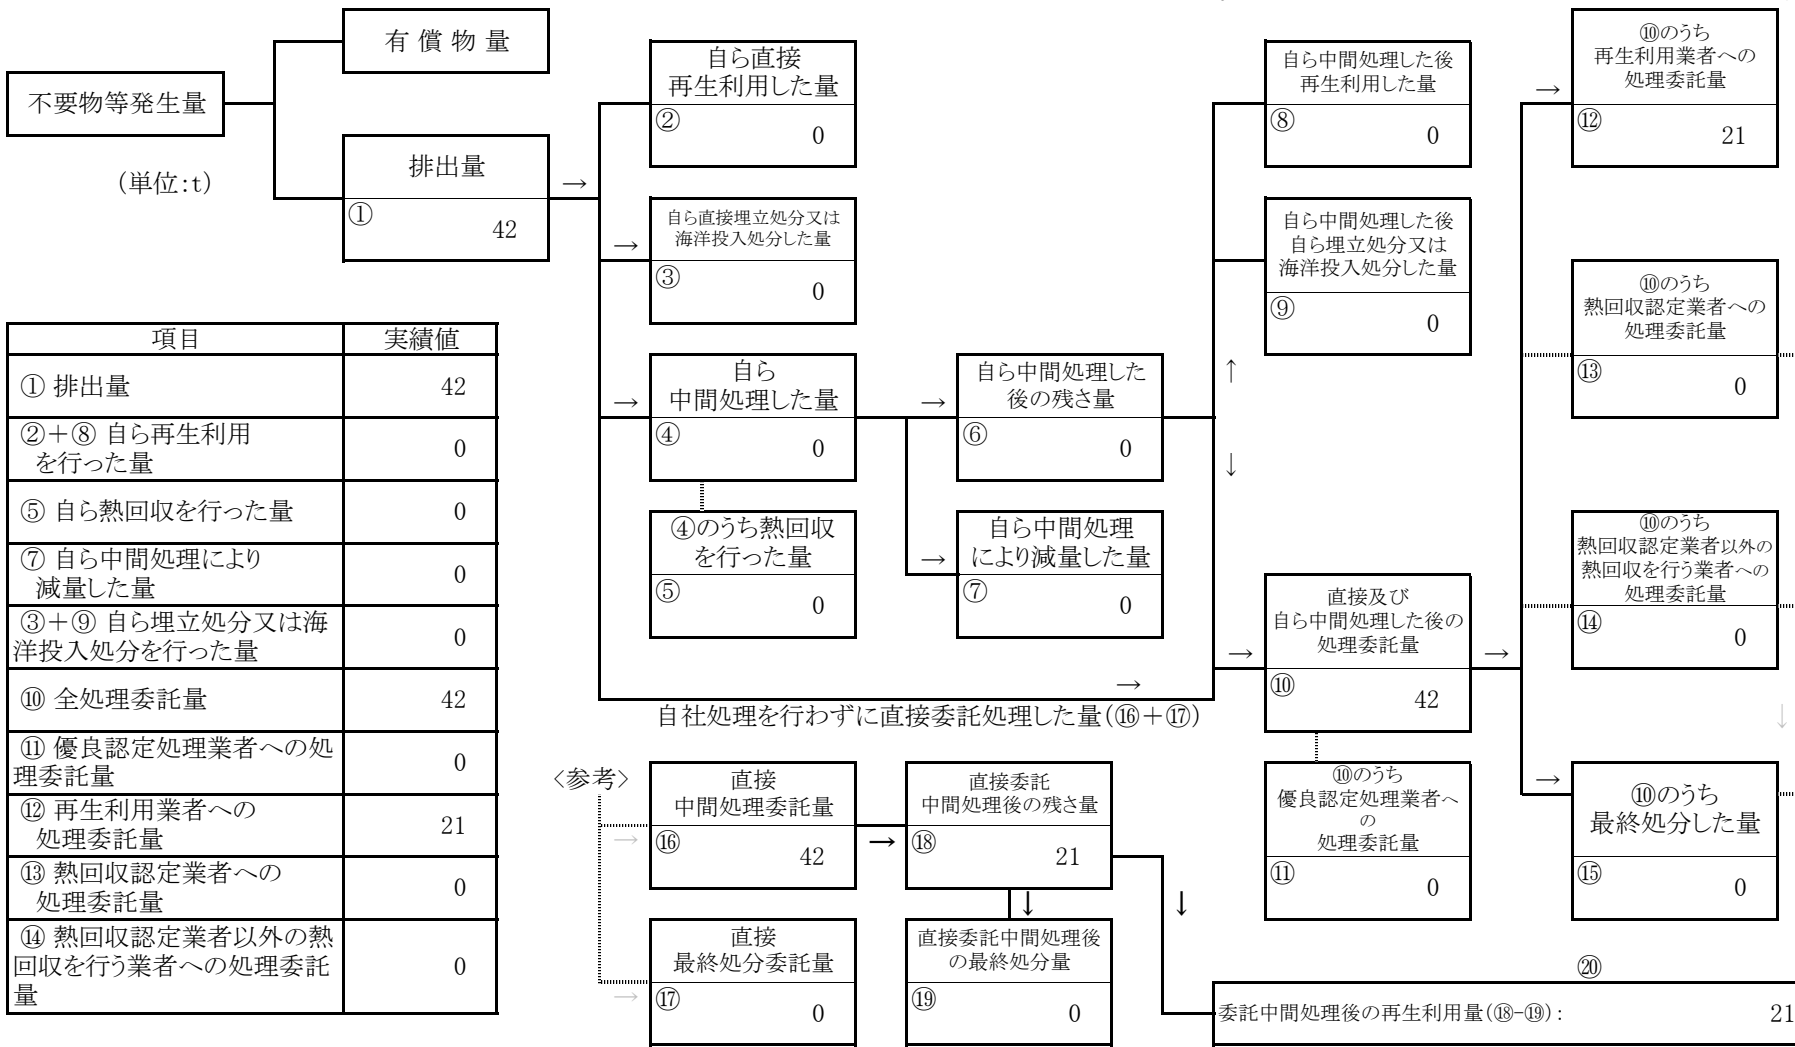 不要物等発生量
有 償 物 量
(単位:t)
排出量
①
42
→
自ら直接
再生利用した量
②
0
→
自ら直接埋立処分又は
海洋投入処分した量
③
0
→
自ら
中間処理した量
④
0
④のうち熱回収
を行った量
⑤
0
→
自ら中間処理した
後の残さ量
⑥
0
→
自ら中間処理
により減量した量
⑦
0
↑
↓
自ら中間処理した後
再生利用した量
⑧
0
自ら中間処理した後
自ら埋立処分又は
海洋投入処分した量
⑨
0
→
自社処理を行わずに直接委託処理した量(⑯+⑰)
→
直接及び
自ら中間処理した後の
処理委託量
⑩
42
→
⑩のうち
優良認定処理業者へ
の
処理委託量
⑪
0
→
⑩のうち
再生利用業者への
処理委託量
⑫
21
⑩のうち
熱回収認定業者への
処理委託量
⑬
0
⑩のうち
熱回収認定業者以外の
熱回収を行う業者への
処理委託量
⑭
0
↓
→
⑩のうち
最終処分した量
⑮
0
項目 実績値
① 排出量 42
②+⑧ 自ら再生利用
を行った量 0
⑤ 自ら熱回収を行った量 0
⑦ 自ら中間処理により
減量した量 0
③+⑨ 自ら埋立処分又は海
洋投入処分を行った量 0
⑩ 全処理委託量 42
⑪ 優良認定処理業者への処
理委託量 0
⑫ 再生利用業者への
処理委託量 21
⑬ 熱回収認定業者への
処理委託量 0
⑭ 熱回収認定業者以外の熱
回収を行う業者への処理委託
量 0
〈参考〉
→
直接
中間処理委託量
⑯
42
→
直接委託
中間処理後の残さ量
⑱
21
↓
↓
→
直接
最終処分委託量
⑰
0
直接委託中間処理後
の最終処分量
⑲
0
⑳
委託中間処理後の再生利用量(⑱-⑲): 21